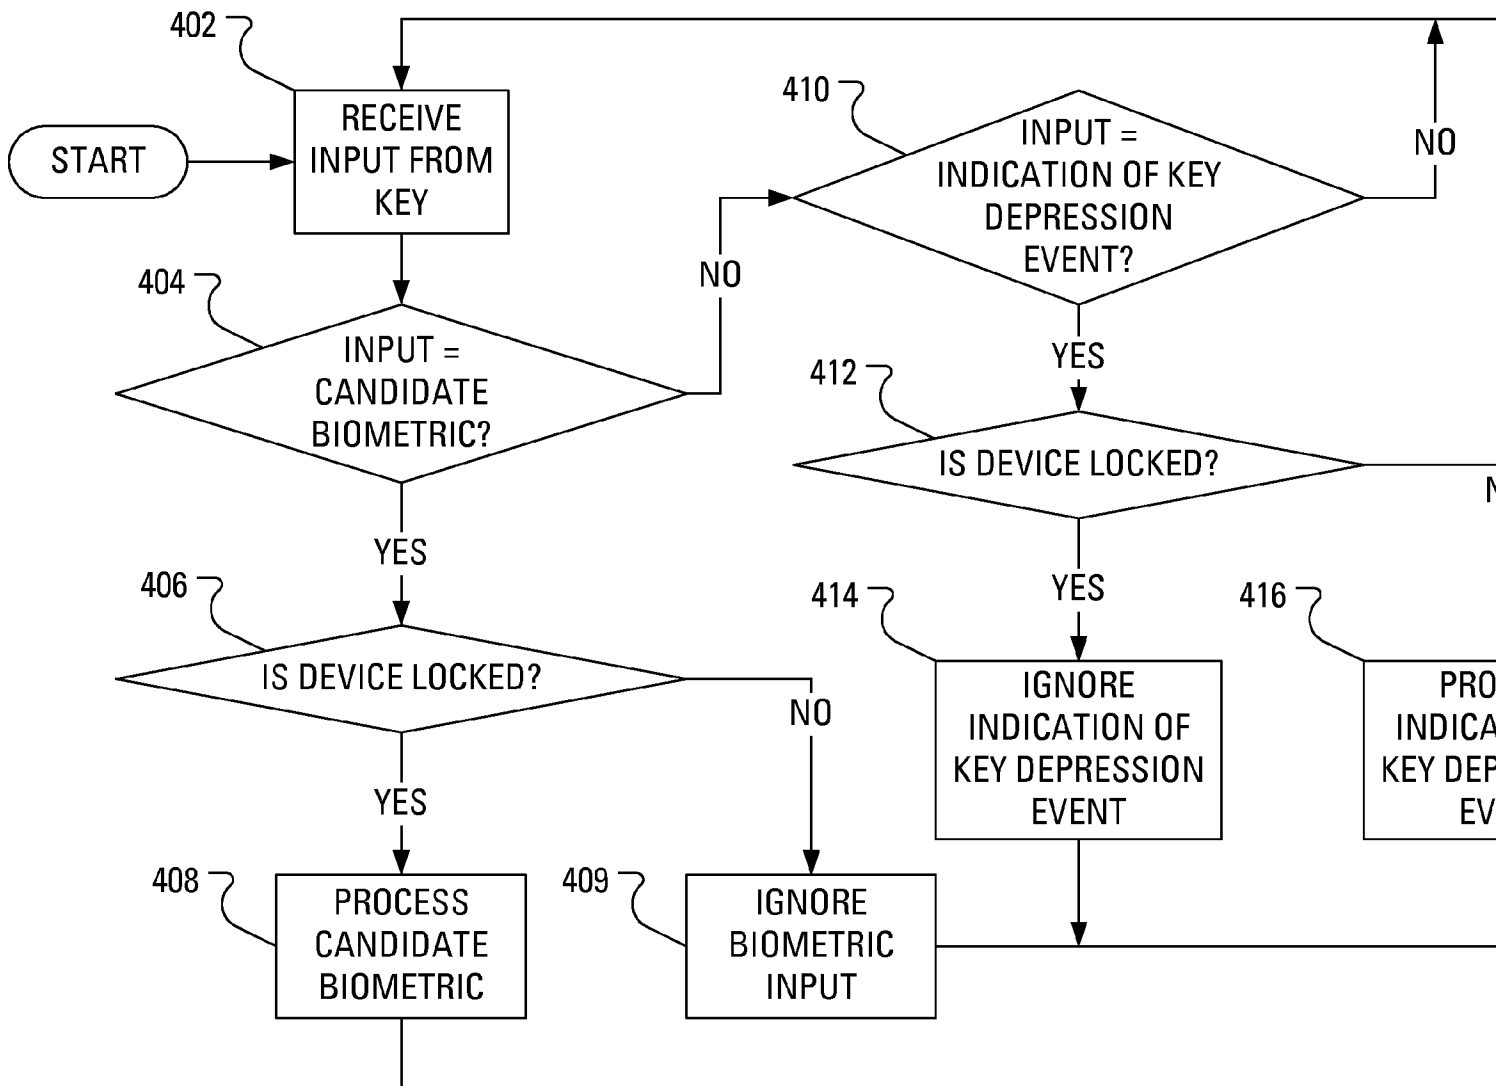 402
RECEIVE
INPUT FROM
KEY
START
404
INPUT =
CANDIDATE
BIOMETRIC?
NO
YES
406
IS DEVICE LOCKED?
NO
YES
408
PROCESS
CANDIDATE
BIOMETRIC
409
IGNORE
BIOMETRIC
INPUT
410
INPUT =
INDICATION OF KEY
DEPRESSION
EVENT?
NO
YES
412
IS DEVICE LOCKED?
YES
414
IGNORE
INDICATION OF
KEY DEPRESSION
EVENT
416
KEY